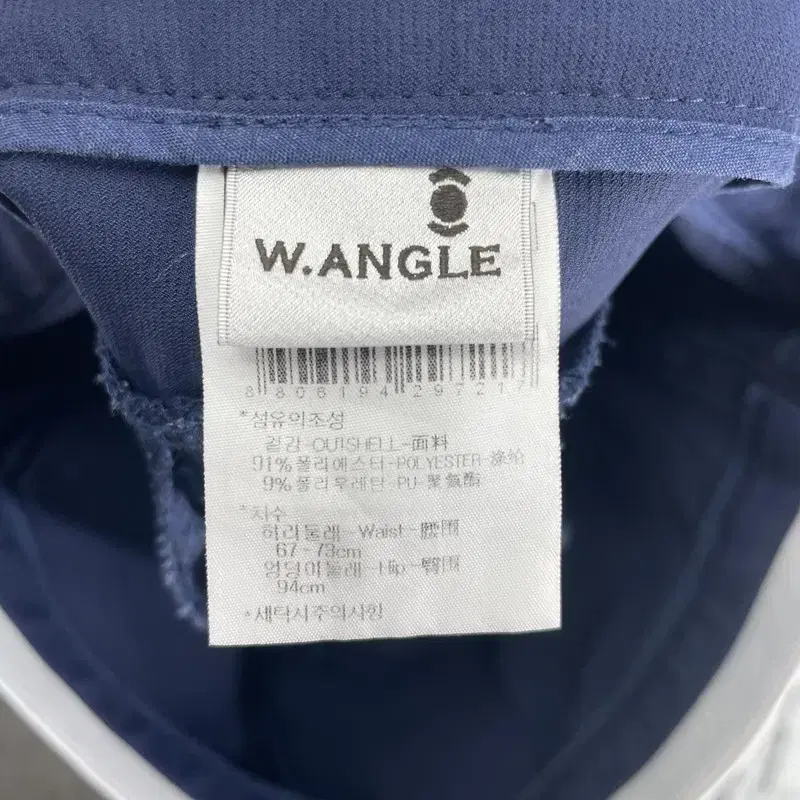 W.ANGLE
8 806194 297217
*섬유의조성
겉감-OUTSHELL-面料
91% 폴리에스터-POLYESTER-涤纶
9% 폴리우레탄-PU-聚氨酯
*치수
허리둘레-Waist-腰围
67-73cm
엉덩이둘레-Hip-臀围
94cm
*세탁시주의사항